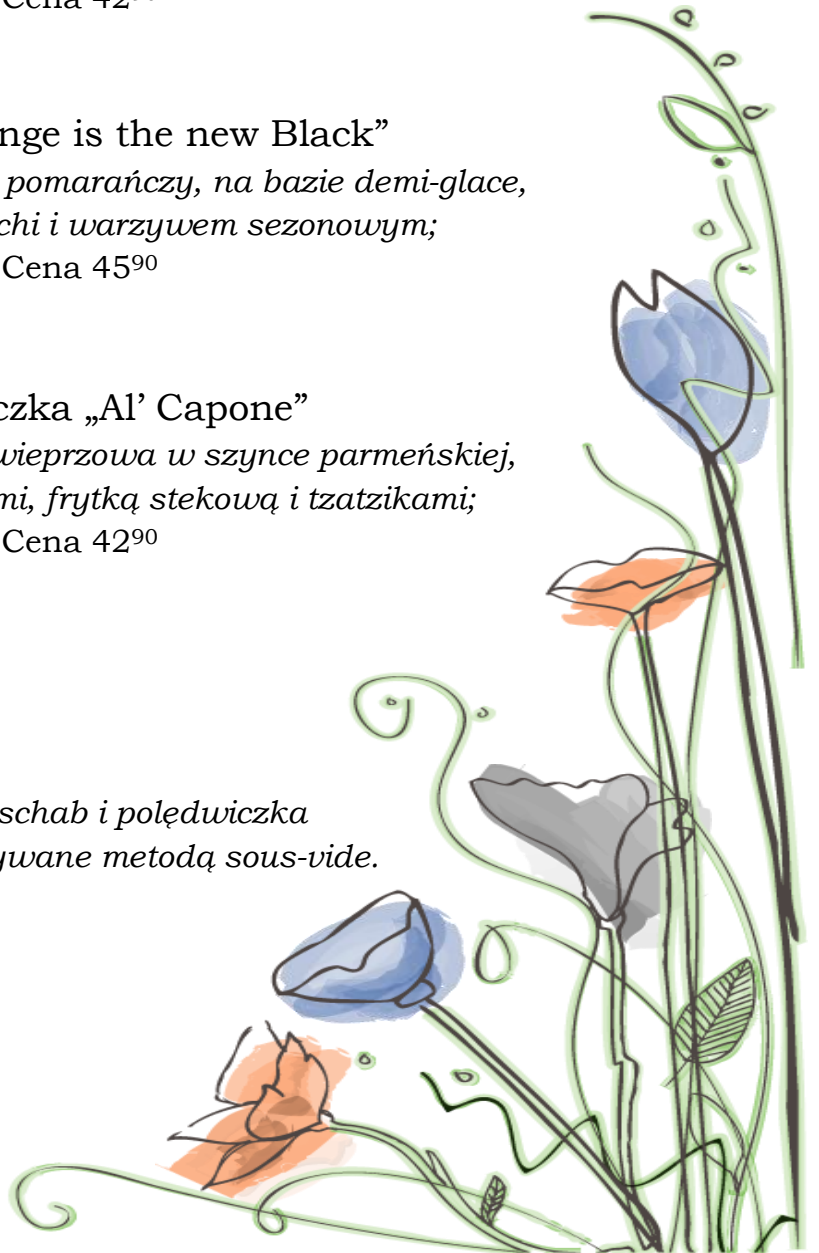 Cena 42⁹⁰
nge is the new Black”
pomarańczy, na bazie demi-glace,
chi i warzywem sezonowym;
Cena 45⁹⁰
czka „Al’ Capone”
wieprzowa w szynce parmeńskiej,
mi, frytką stekową i tzatzikami;
Cena 42⁹⁰
schab i polędwiczka
ywane metodą sous-vide.